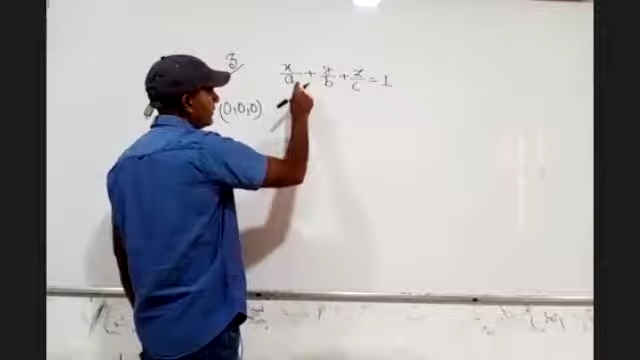 3
x/a + y/b + z/c = 1
(0,0,0)